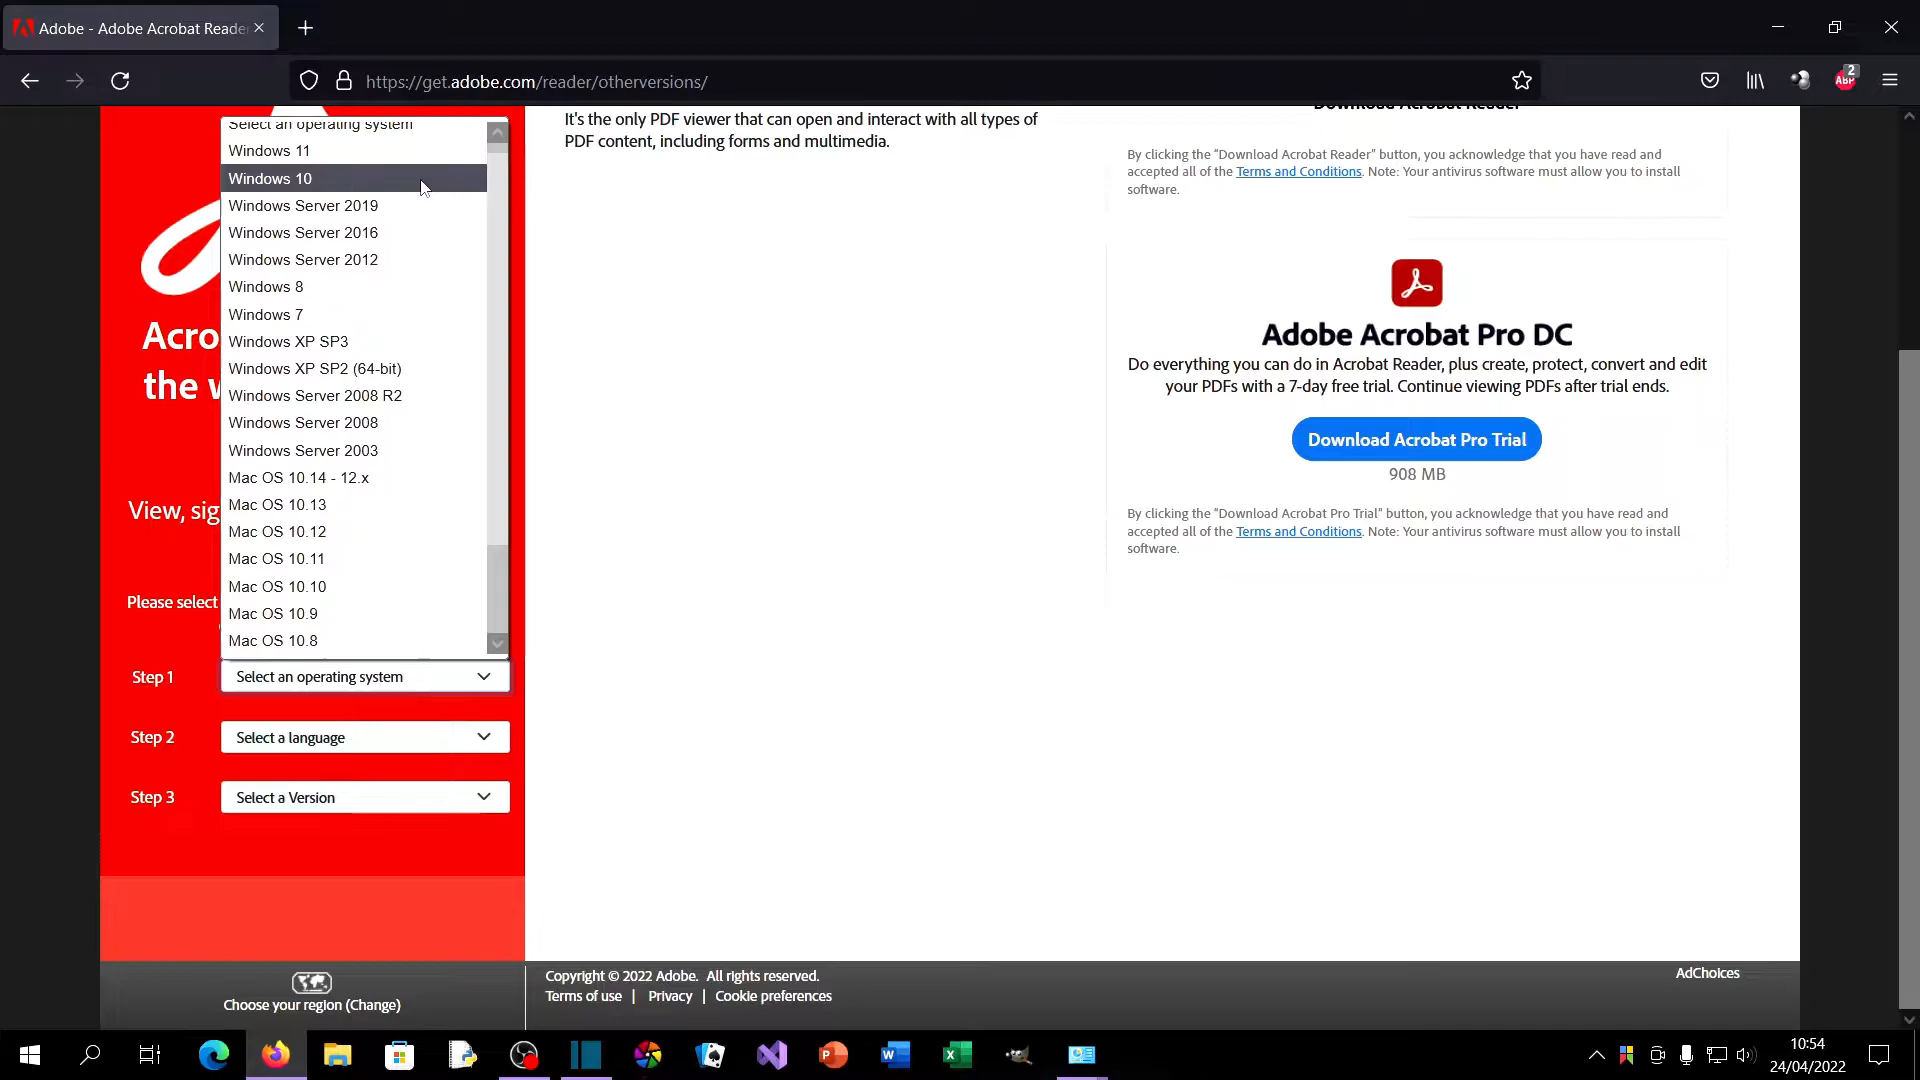 Adobe - Adobe Acrobat Reade
https://get.adobe.com/reader/otherversions/
ABP
2
Select an operating system
Windows 11
Windows 10
Windows Server 2019
Windows Server 2016
Windows Server 2012
Windows 8
Windows 7
Windows XP SP3
Windows XP SP2 (64-bit)
Windows Server 2008 R2
Windows Server 2008
Windows Server 2003
Mac OS 10.14 - 12.x
Mac OS 10.13
Mac OS 10.12
Mac OS 10.11
Mac OS 10.10
Mac OS 10.9
Mac OS 10.8
Acro
the w
View, sig
Please select
Step 1
Select an operating system
Step 2
Select a language
Step 3
Select a Version
It's the only PDF viewer that can open and interact with all types of
PDF content, including forms and multimedia.
Download Acrobat Reader
By clicking the “Download Acrobat Reader” button, you acknowledge that you have read and
accepted all of the Terms and Conditions. Note: Your antivirus software must allow you to install
software.
Adobe Acrobat Pro DC
Do everything you can do in Acrobat Reader, plus create, protect, convert and edit
your PDFs with a 7-day free trial. Continue viewing PDFs after trial ends.
Download Acrobat Pro Trial
908 MB
By clicking the “Download Acrobat Pro Trial” button, you acknowledge that you have read and
accepted all of the Terms and Conditions. Note: Your antivirus software must allow you to install
software.
Choose your region (Change)
Copyright © 2022 Adobe. All rights reserved.
Terms of use | Privacy | Cookie preferences
AdChoices
10:54
24/04/2022